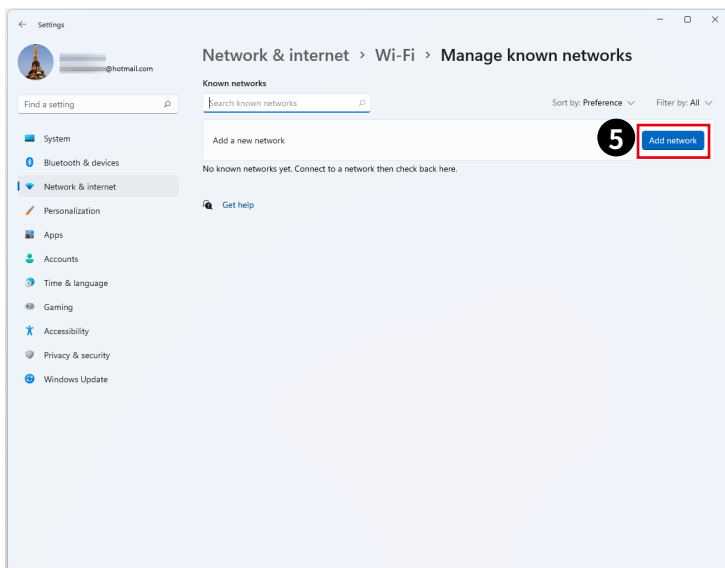 Settings
@hotmail.com
Find a setting
System
Bluetooth & devices
Network & internet
Personalization
Apps
Accounts
Time & language
Gaming
Accessibility
Privacy & security
Windows Update
Network & internet > Wi-Fi > Manage known networks
Known networks
Search known networks
Sort by: Preference
Filter by: All
Add a new network
5
Add network
No known networks yet. Connect to a network then check back here.
Get help